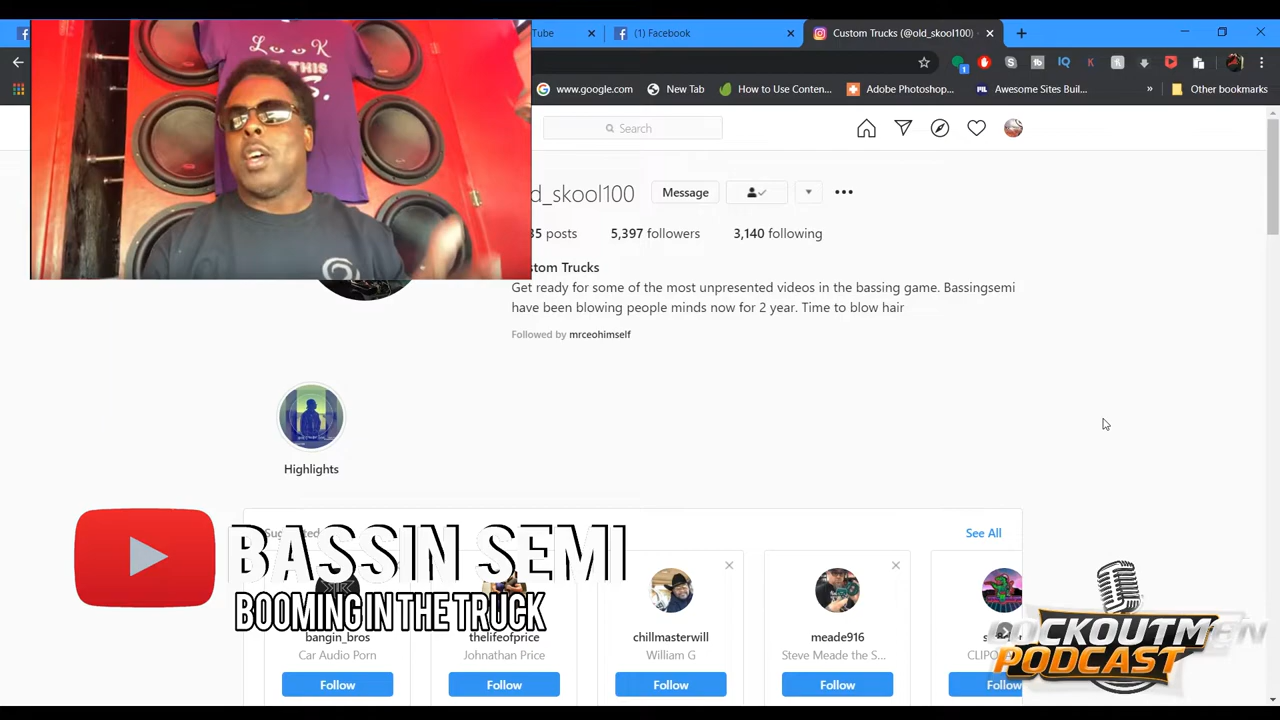 Tube
(1) Facebook
Custom Trucks (@old_skool100)
www.google.com
New Tab
How to Use Conten...
Adobe Photoshop...
Awesome Sites Buil...
» Other bookmarks
LOOK
THIS
Search
d_skool100
Message
35 posts
5,397 followers
3,140 following
stom Trucks
Get ready for some of the most unpresented videos in the bassing game. Bassingsemi
have been blowing people minds now for 2 year. Time to blow hair
Followed by mrceohimself
Highlights
See All
BASSIN SEMI
BOOMING IN THE TRUCK
bangin_bros
Car Audio Porn
Follow
thelifeofprice
Johnathan Price
Follow
chillmasterwill
William G
Follow
meade916
Steve Meade the S...
Follow
CLIPO
Follow
OCKOUTMEN
PODCAST